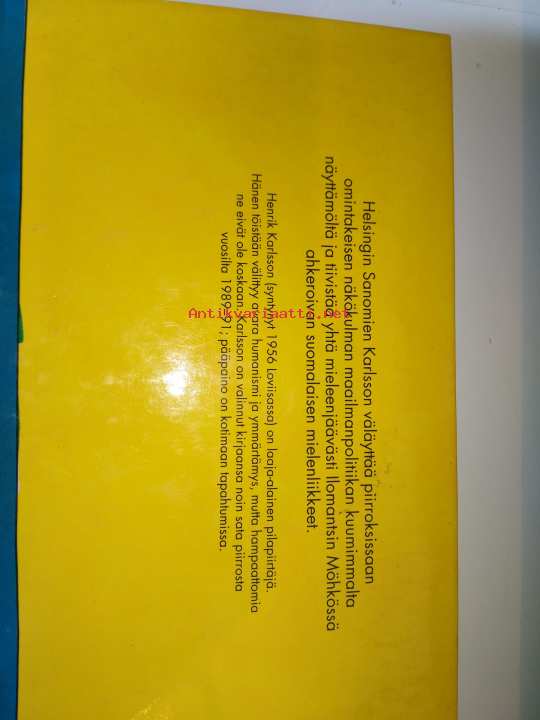 Helsingin Sanomien Karlsson väläyttää piirroksissaan
omintakeisen näkökulman maailmanpolitiikan kuumimmalta
näyttämöltä ja tiivistää yhtä mieleenjäävästi Ilomantsin Möhkössä
ahkeroivan suomalaisen mielenliikkeet.
Henrik Karlsson (syntynyt 1956 Loviisassa) on laaja-alainen pilapiirtäjä.
Hänen töistään välittyy avara humanismi ja ymmärtämys, mutta hampaattomia
ne eivät ole koskaan. Karlsson on valinnut kirjaansa noin sata piirrosta
vuosilta 1989-91; pääpaino on kotimaan tapahtumissa.
Antikvariaatti.net